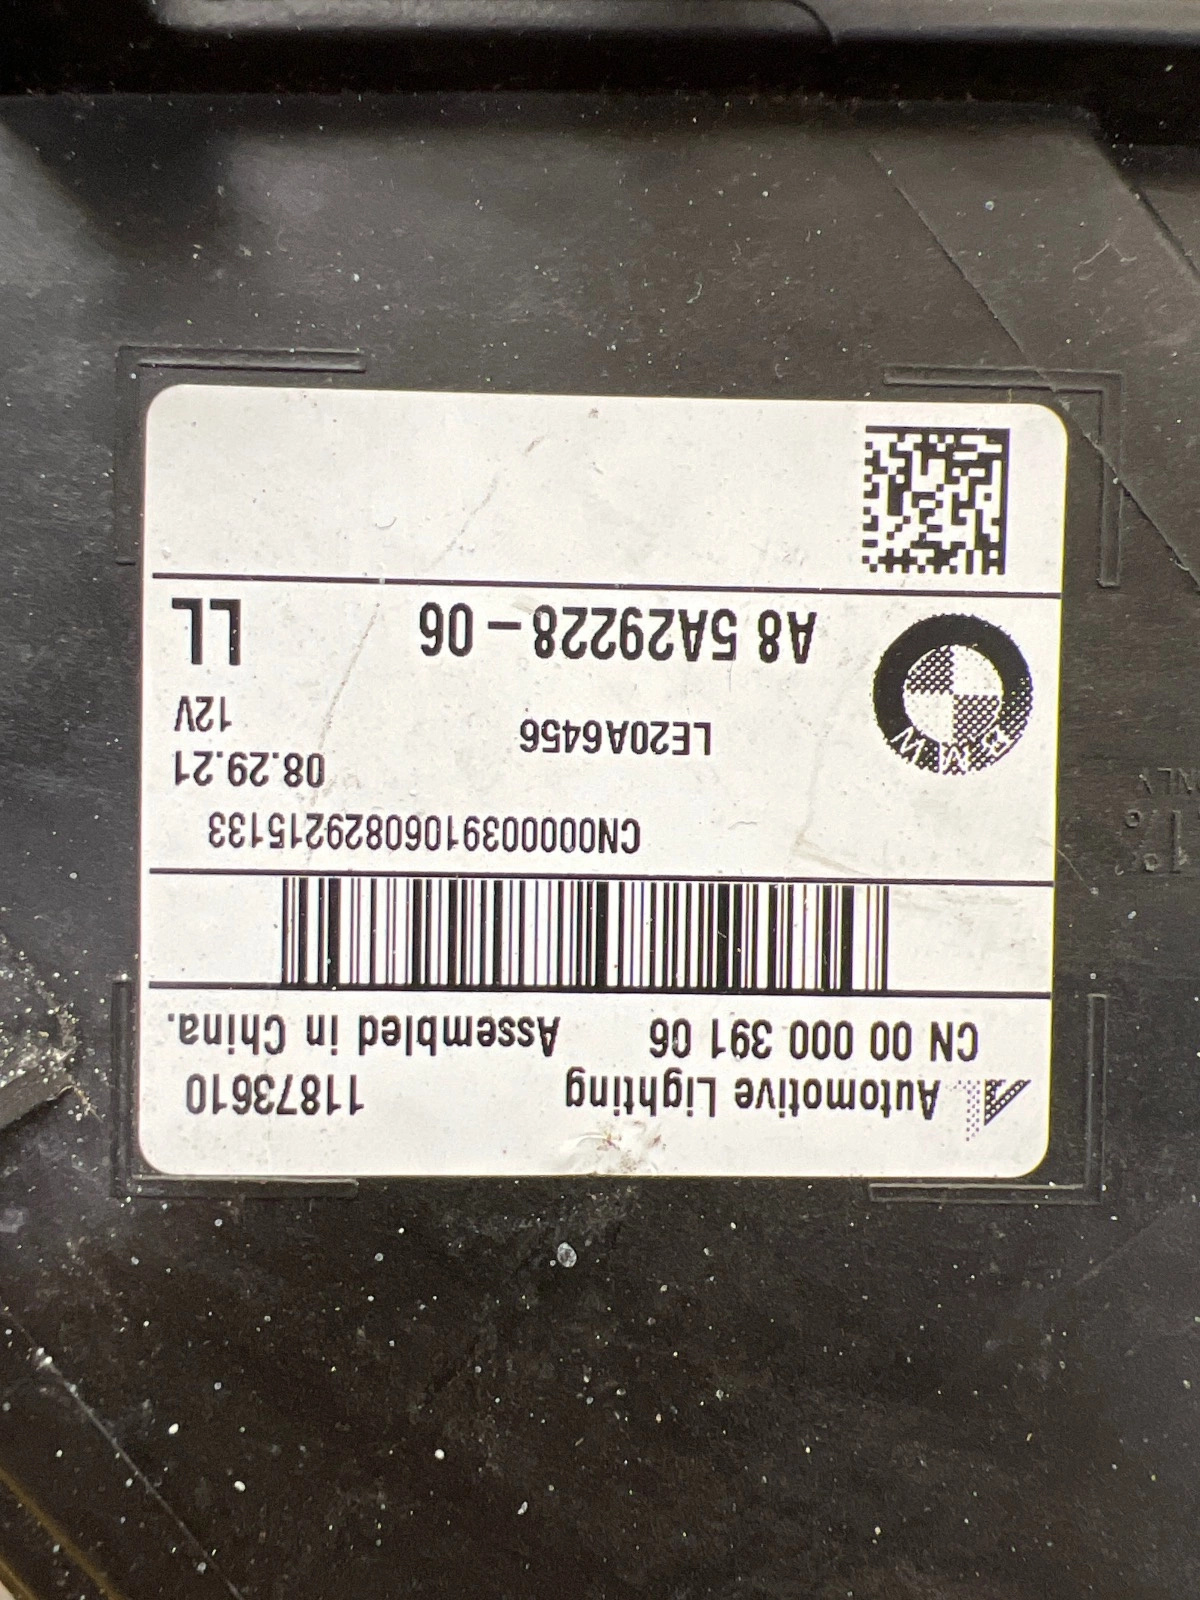 Automotive Lighting 11873610
CN 00 000 391 06 Assembled in China.
CN00000391060829215133
08.29.21
LE20A6456 12V
BMW A8 5A29228 - 06 LL